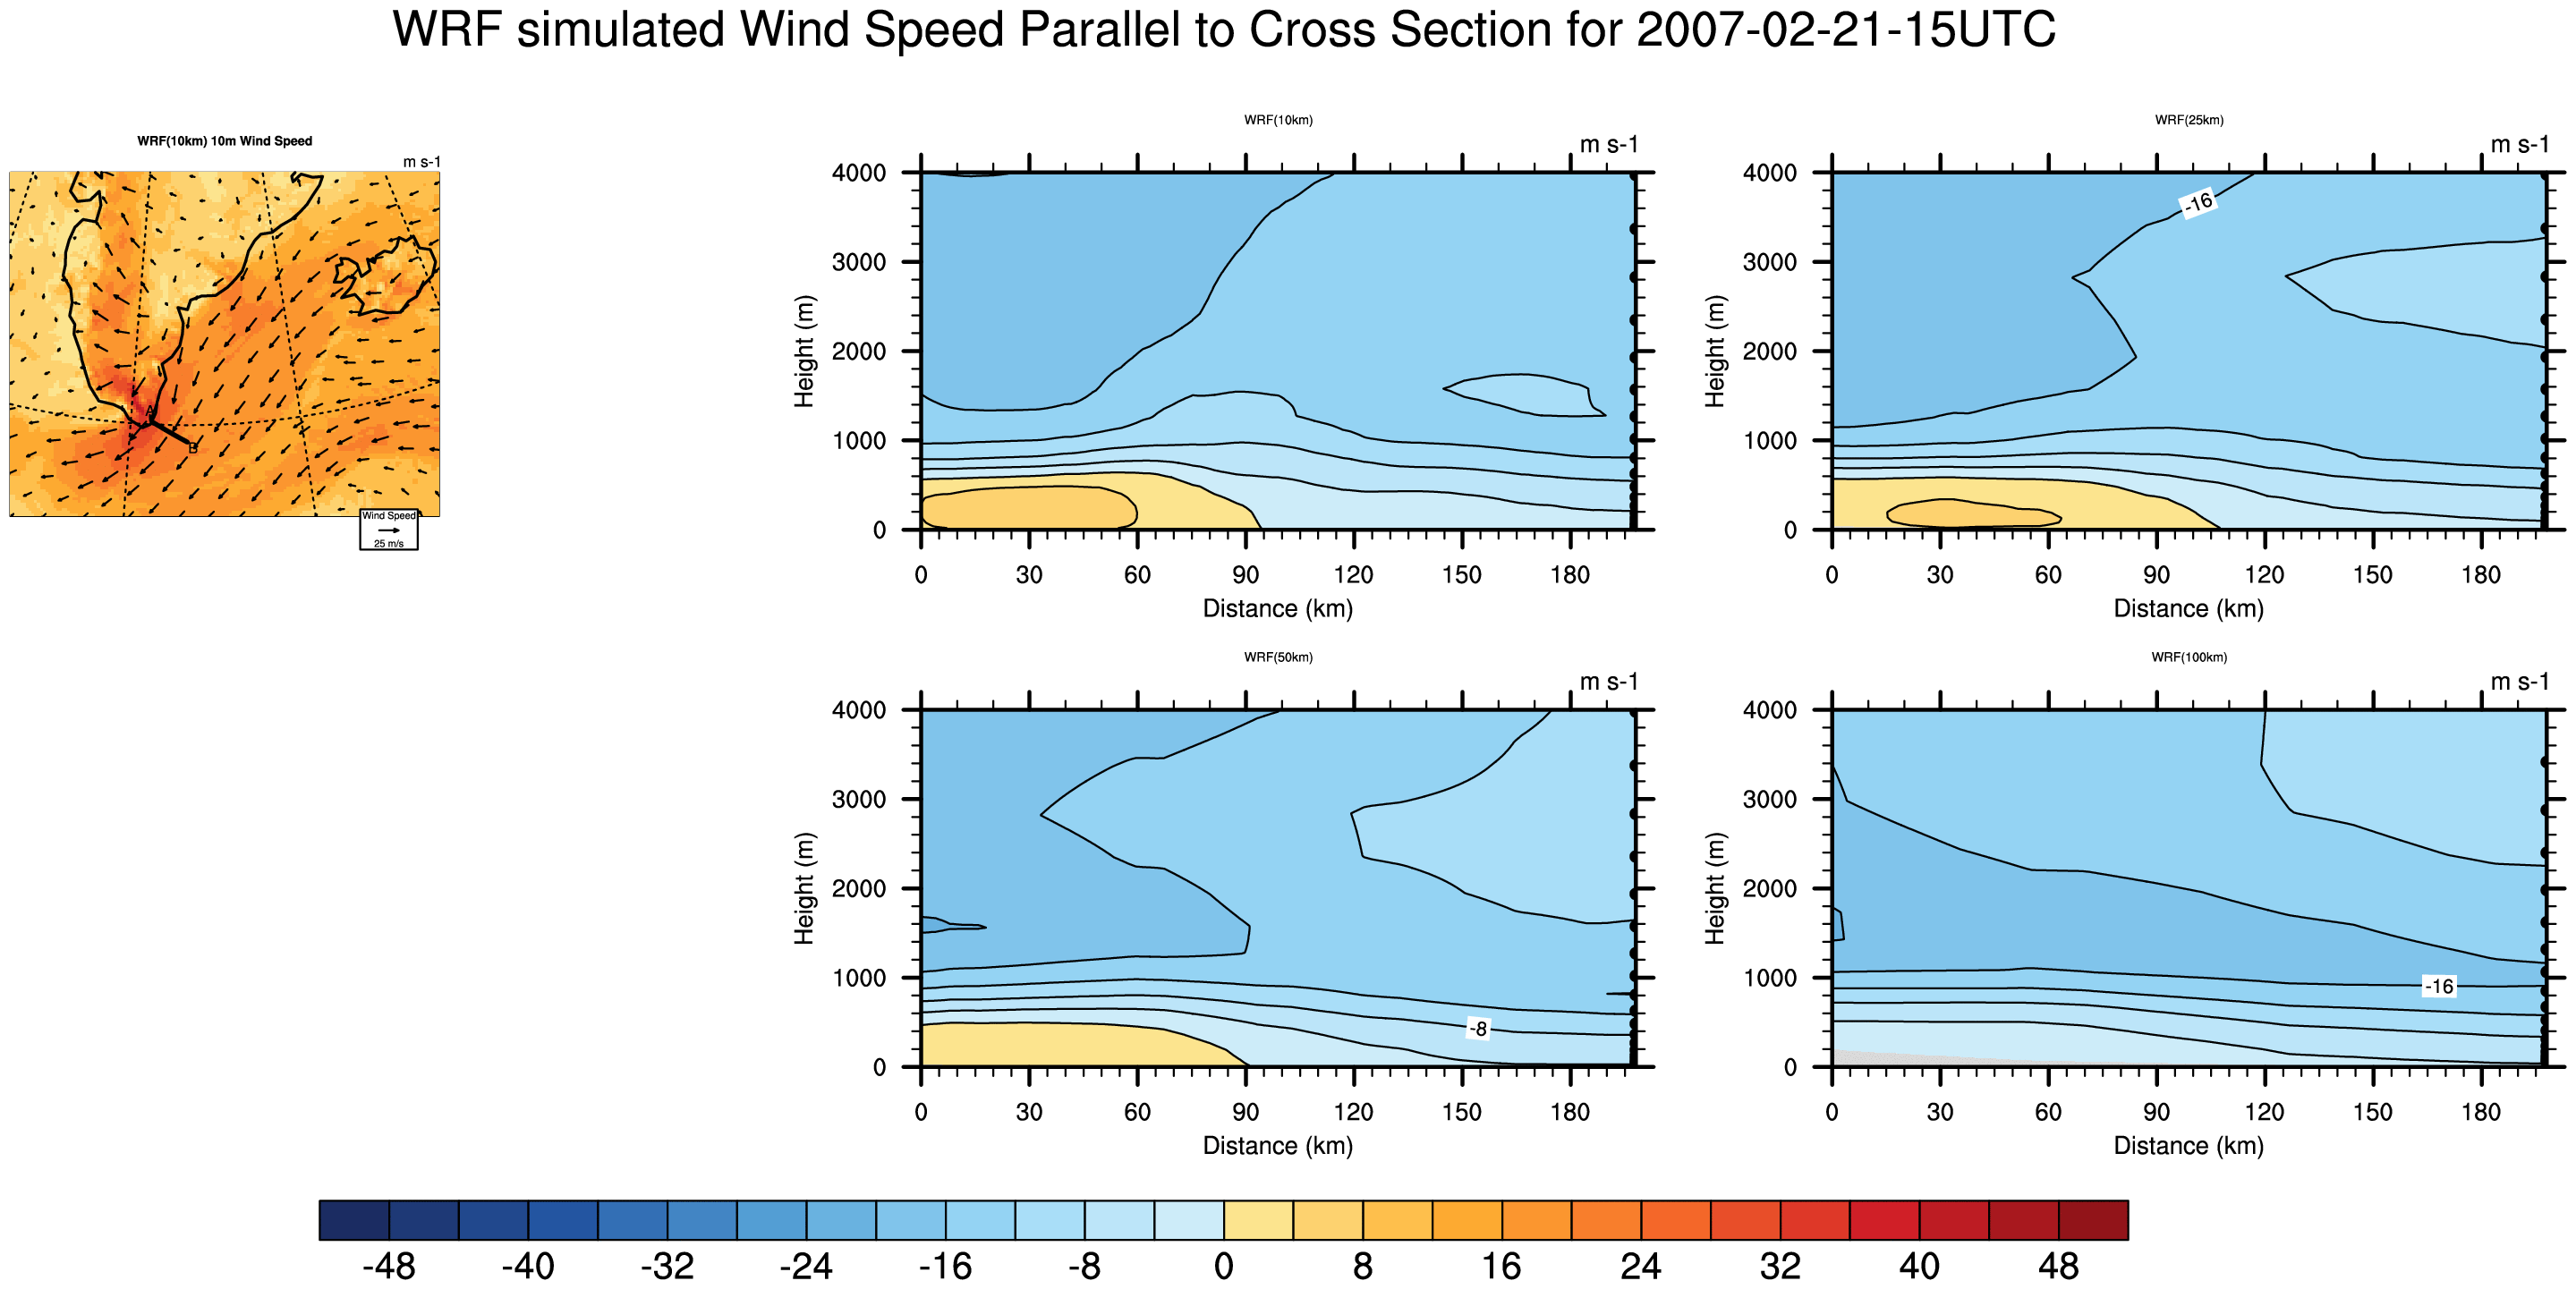 WRF simulated Wind Speed Parallel to Cross Section for 2007-02-21-15UTC
WRF(10km) 10m Wind Speed
m s-1
A
B
Wind Speed
25 m/s
WRF(10km)
m s-1
4000
3000
2000
1000
0
Height (m)
0 30 60 90 120 150 180
Distance (km)
WRF(25km)
m s-1
-16
4000
3000
2000
1000
0
Height (m)
0 30 60 90 120 150 180
Distance (km)
WRF(50km)
m s-1
4000
3000
2000
1000
0
Height (m)
-8
0 30 60 90 120 150 180
Distance (km)
WRF(100km)
m s-1
4000
3000
2000
1000
0
Height (m)
-16
0 30 60 90 120 150 180
Distance (km)
-48 -40 -32 -24 -16 -8 0 8 16 24 32 40 48